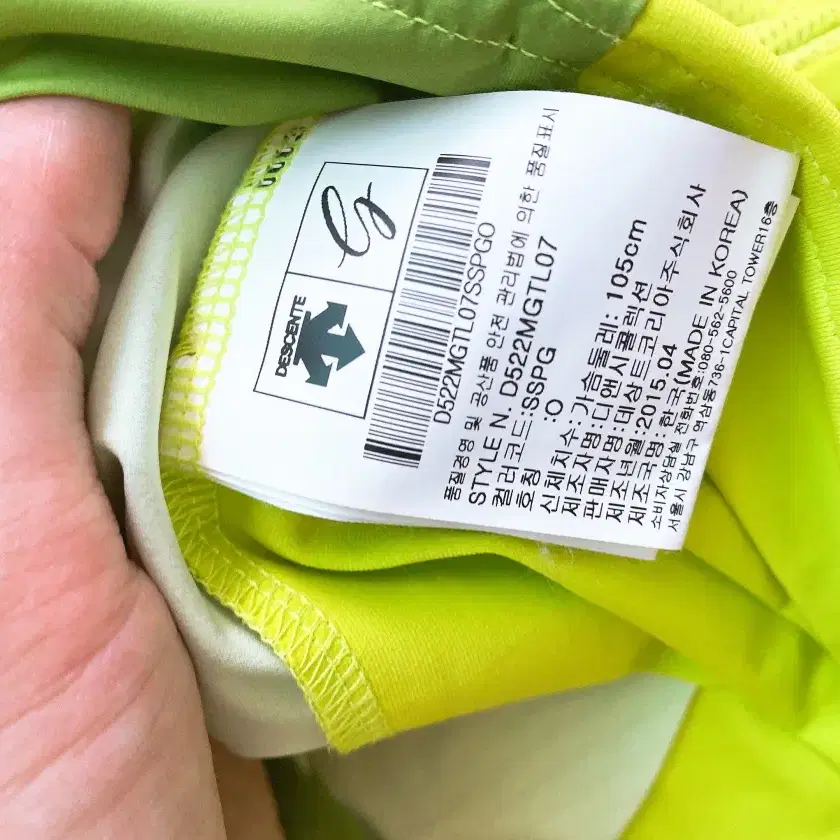 DESCENTE
D522MGTL07SSPGO
품질경영 및 공산품 안전 관리법에 의한 품질표시
STYLE N. D522MGTL07
컬러코드:SSPG
호칭 :O
신체치수:가슴둘레: 105cm
제조자명:디앤시콜렉션
판매자명:데상트코리아주식회사
제조년월:2015.04
제조국명: 한국(MADE IN KOREA)
소비자상담실 전화번호:080-562-5600
서울시 강남구 역삼동736-1CAPITAL TOWER16층